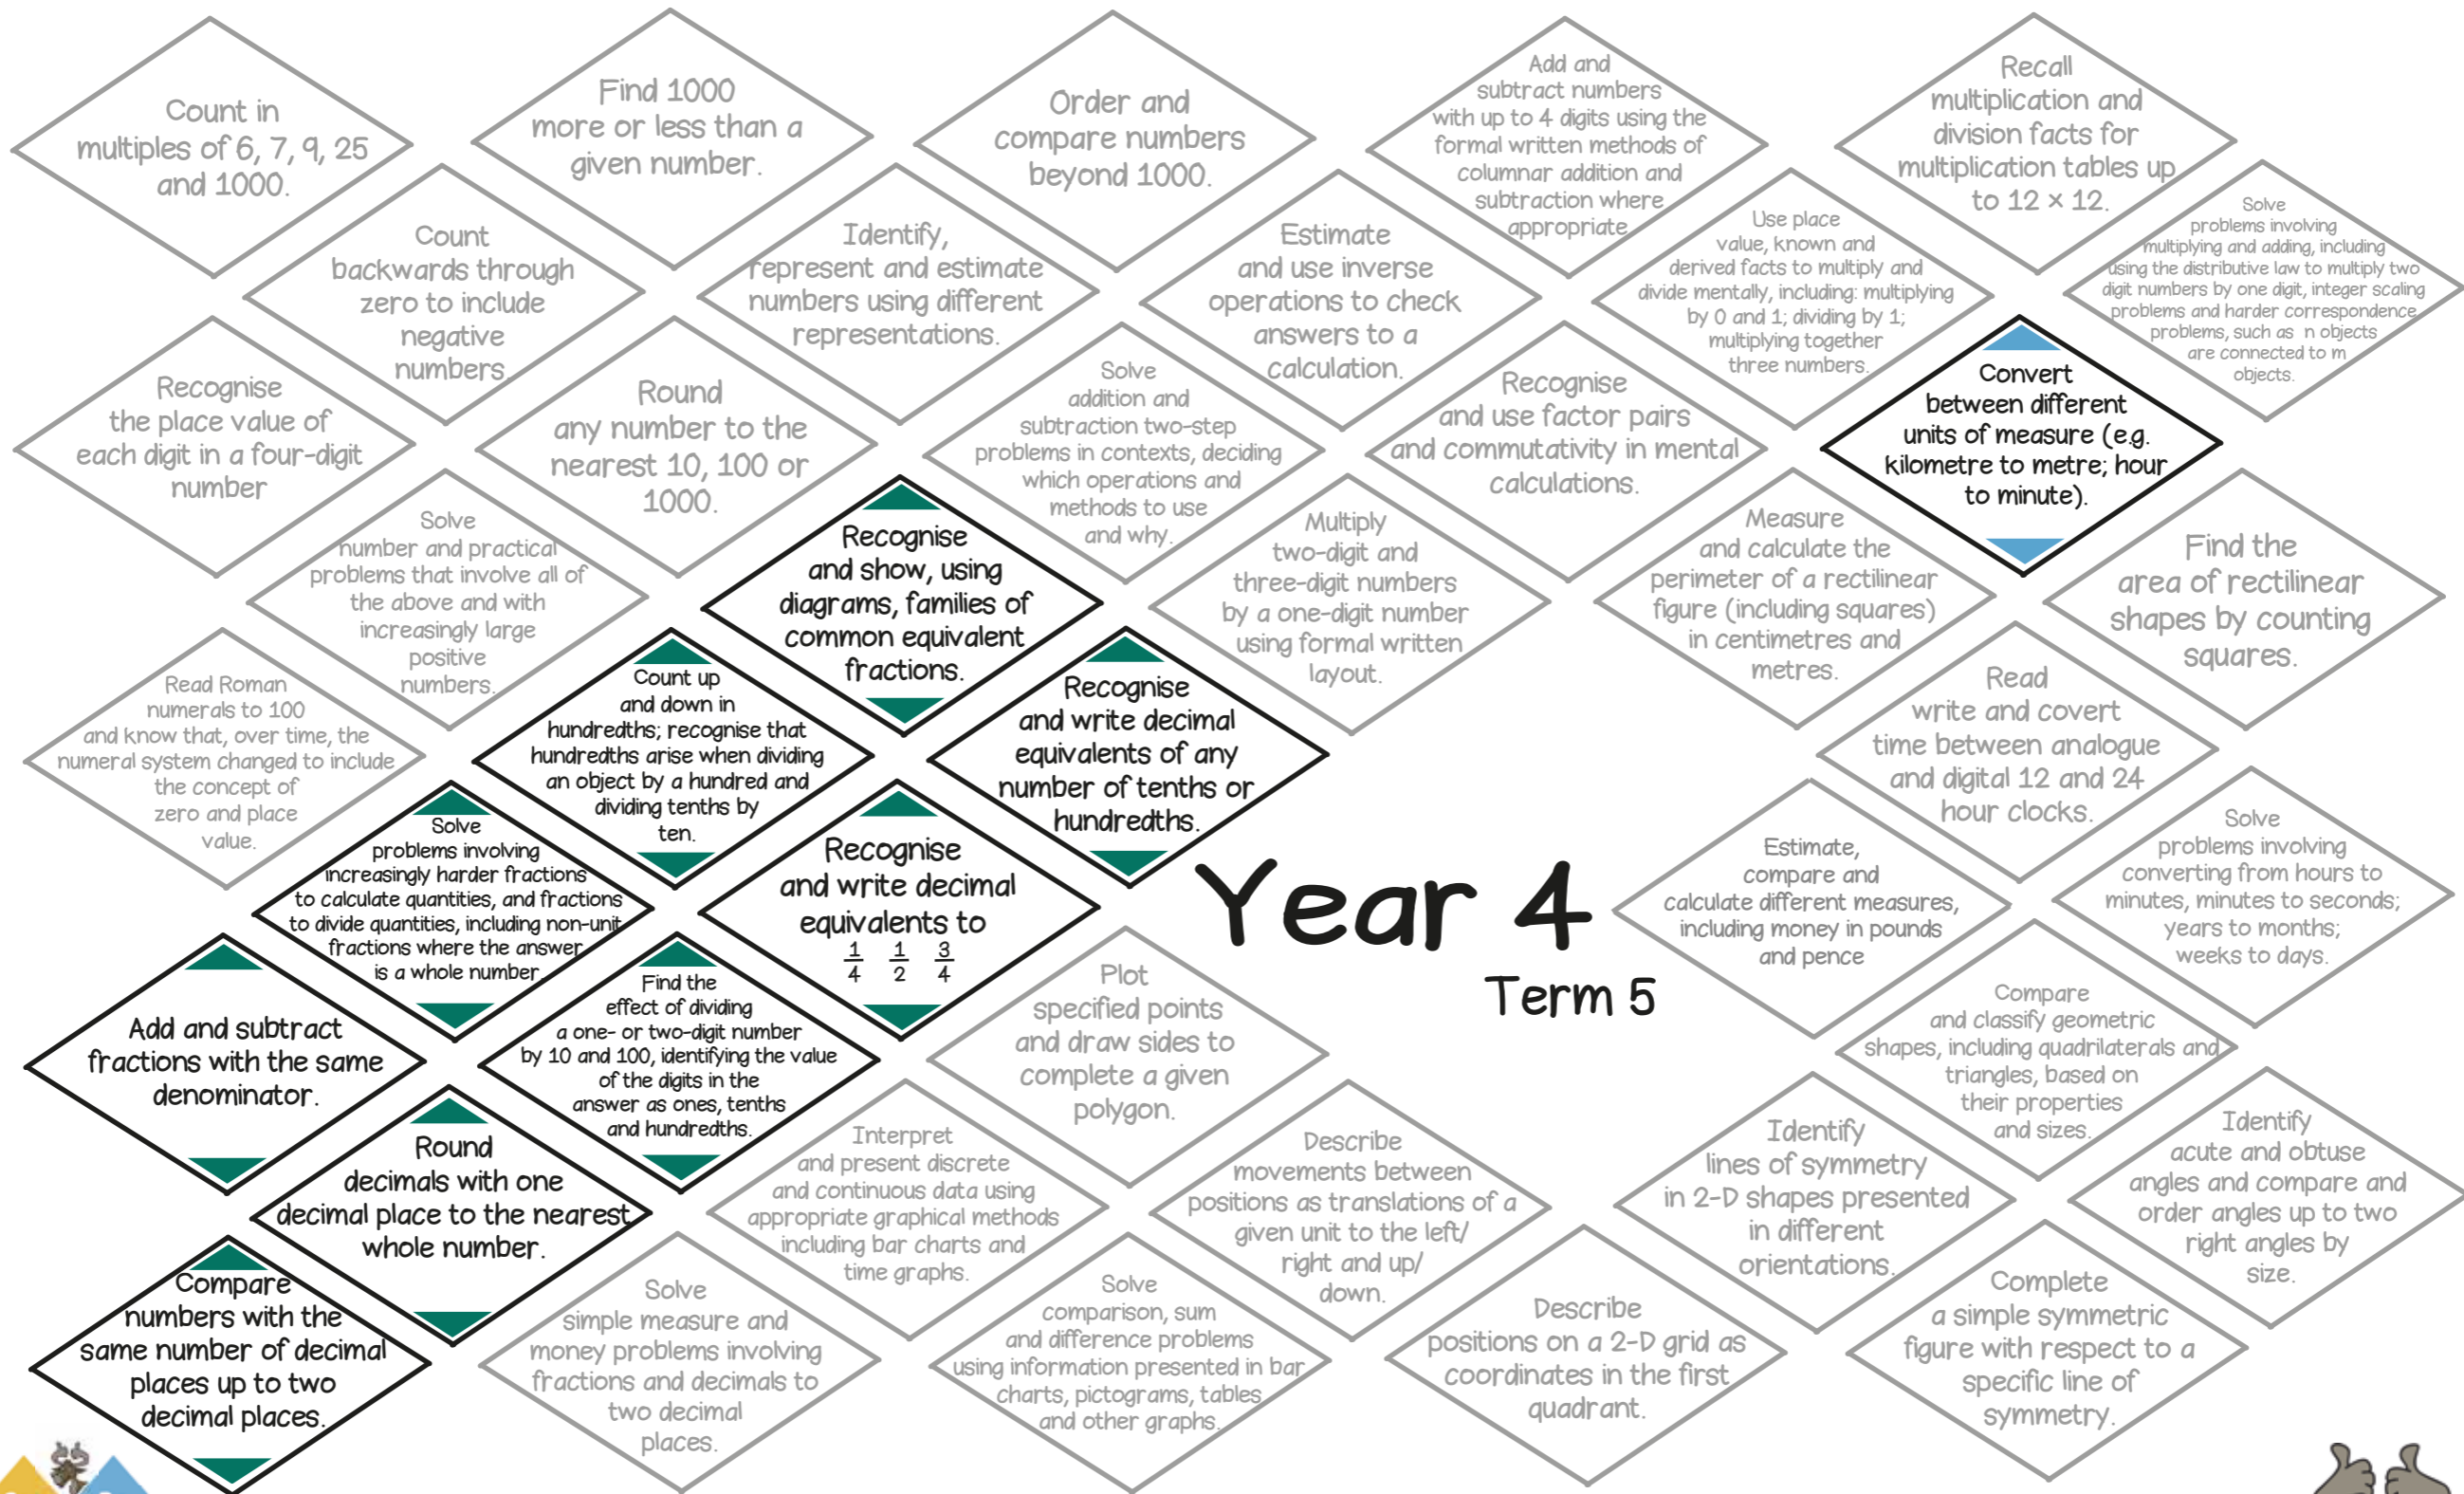 Count in
multiples of 6, 7, 9, 25
and 1000.
Find 1000
more or less than a
given number.
Order and
compare numbers
beyond 1000.
Add and
subtract numbers
with up to 4 digits using the
formal written methods of
columnar addition and
subtraction where
appropriate
Recall
multiplication and
division facts for
multiplication tables up
to 12 × 12.
Count
backwards through
zero to include
negative
numbers.
Identify,
represent and estimate
numbers using different
representations.
Estimate
and use inverse
operations to check
answers to a
calculation.
Use place
value, known and
derived facts to multiply and
divide mentally, including: multiplying
by 0 and 1; dividing by 1;
multiplying together
three numbers.
Solve
problems involving
multiplying and adding, including
using the distributive law to multiply two
digit numbers by one digit, integer scaling
problems and harder correspondence
problems, such as n objects
are connected to m
objects.
Recognise
the place value of
each digit in a four-digit
number
Round
any number to the
nearest 10, 100 or
1000.
Solve
addition and
subtraction two-step
problems in contexts, deciding
which operations and
methods to use
and why.
Recognise
and use factor pairs
and commutativity in mental
calculations.
Convert
between different
units of measure (e.g.
kilometre to metre; hour
to minute).
Solve
number and practical
problems that involve all of
the above and with
increasingly large
positive
numbers.
Recognise
and show, using
diagrams, families of
common equivalent
fractions.
Multiply
two-digit and
three-digit numbers
by a one-digit number
using formal written
layout.
Measure
and calculate the
perimeter of a rectilinear
figure (including squares)
in centimetres and
metres.
Find the
area of rectilinear
shapes by counting
squares.
Read Roman
numerals to 100
and know that, over time, the
numeral system changed to include
the concept of
zero and place
value.
Count up
and down in
hundredths; recognise that
hundredths arise when dividing
an object by a hundred and
dividing tenths by
ten.
Recognise
and write decimal
equivalents of any
number of tenths or
hundredths.
Read
write and covert
time between analogue
and digital 12 and 24
hour clocks.
Solve
problems involving
increasingly harder fractions
to calculate quantities, and fractions
to divide quantities, including non-unit
fractions where the answer
is a whole number
Recognise
and write decimal
equivalents to
1/4 1/2 3/4
Year 4
Term 5
Estimate,
compare and
calculate different measures,
including money in pounds
and pence
Solve
problems involving
converting from hours to
minutes, minutes to seconds;
years to months;
weeks to days.
Add and subtract
fractions with the same
denominator.
Find the
effect of dividing
a one- or two-digit number
by 10 and 100, identifying the value
of the digits in the
answer as ones, tenths
and hundredths.
Plot
specified points
and draw sides to
complete a given
polygon.
Compare
and classify geometric
shapes, including quadrilaterals and
triangles, based on
their properties
and sizes.
Round
decimals with one
decimal place to the nearest
whole number.
Interpret
and present discrete
and continuous data using
appropriate graphical methods
including bar charts and
time graphs.
Describe
movements between
positions as translations of a
given unit to the left/
right and up/
down.
Identify
lines of symmetry
in 2-D shapes presented
in different
orientations.
Identify
acute and obtuse
angles and compare and
order angles up to two
right angles by
size.
Compare
numbers with the
same number of decimal
places up to two
decimal places.
Solve
simple measure and
money problems involving
fractions and decimals to
two decimal
places.
Solve
comparison, sum
and difference problems
using information presented in bar
charts, pictograms, tables
and other graphs.
Describe
positions on a 2-D grid as
coordinates in the first
quadrant.
Complete
a simple symmetric
figure with respect to a
specific line of
symmetry.